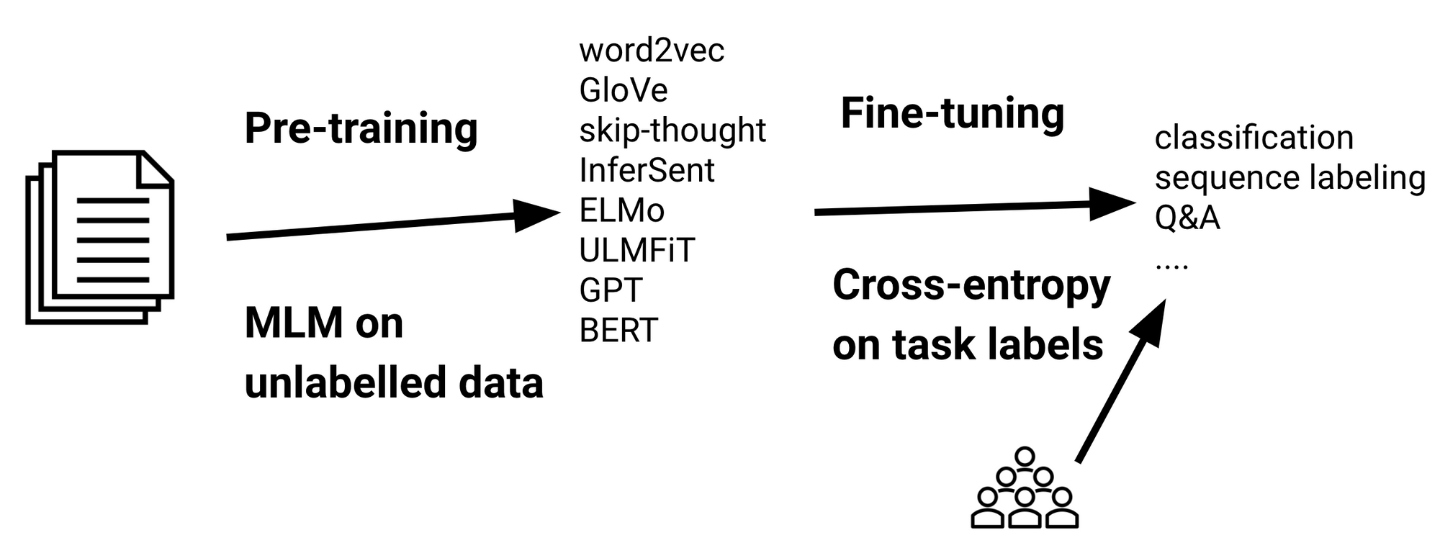 Pre-training
MLM on
unlabelled data
word2vec
GloVe
skip-thought
InferSent
ELMo
ULMFiT
GPT
BERT
Fine-tuning
Cross-entropy
on task labels
classification
sequence labeling
Q&A
....